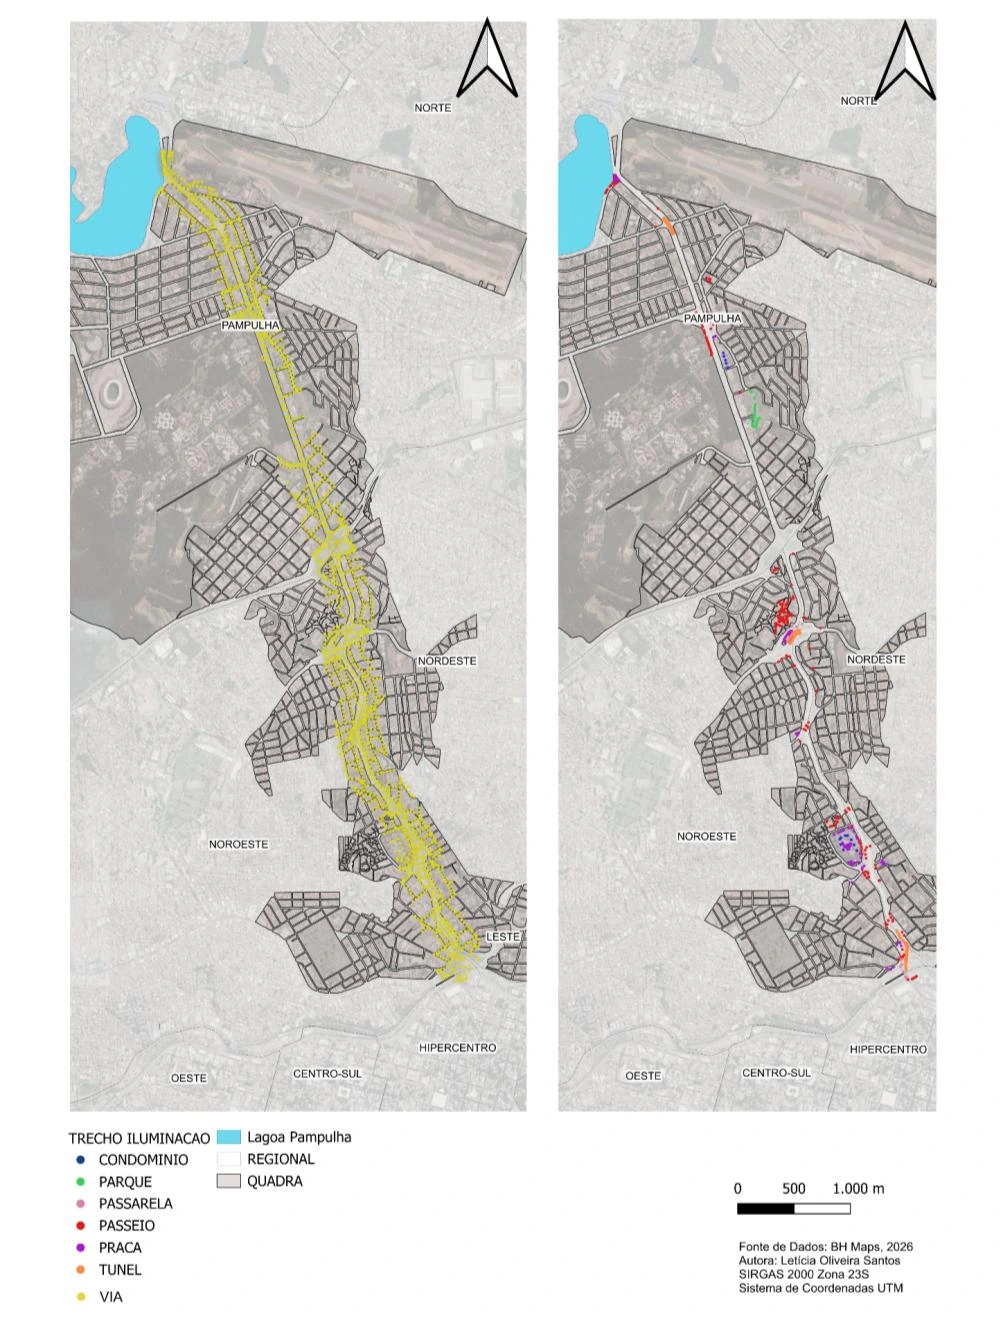 NORTE
PAMPULHA
NORDESTE
NOROESTE
LESTE
HIPERCENTRO
OESTE
CENTRO-SUL
NORTE
PAMPULHA
NORDESTE
NOROESTE
HIPERCENTRO
OESTE
CENTRO-SUL
TRECHO ILUMINACAO
CONDOMINIO
PARQUE
PASSARELA
PASSEIO
PRACA
TUNEL
VIA
Lagoa Pampulha
REGIONAL
QUADRA
0 500 1.000 m
Fonte de Dados: BH Maps, 2026
Autora: Letícia Oliveira Santos
SIRGAS 2000 Zona 23S
Sistema de Coordenadas UTM